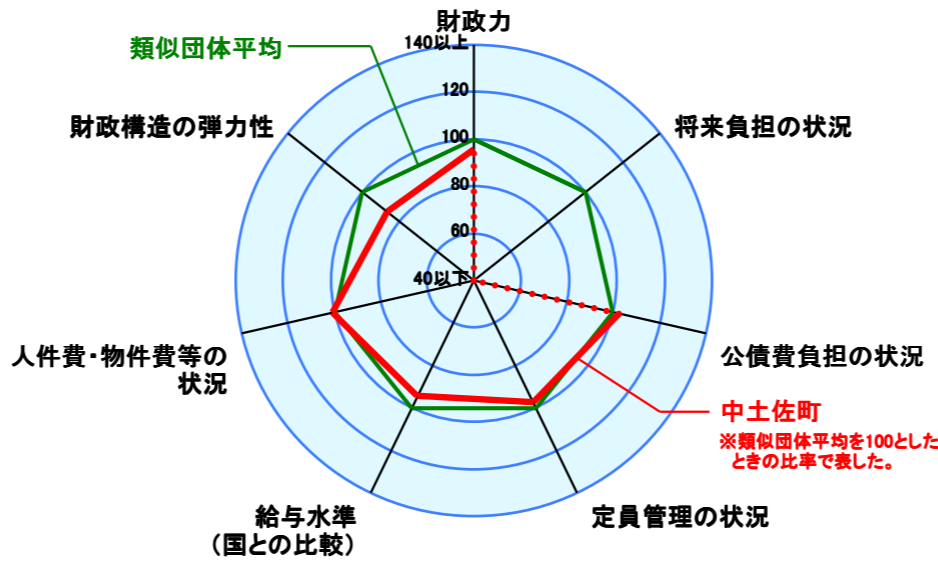 財政力
140以上
類似団体平均
120
財政構造の弾力性
将来負担の状況
100
80
60
40以下
人件費・物件費等の
状況
公債費負担の状況
中土佐町
※類似団体平均を100とした
ときの比率で表した。
給与水準
（国との比較）
定員管理の状況